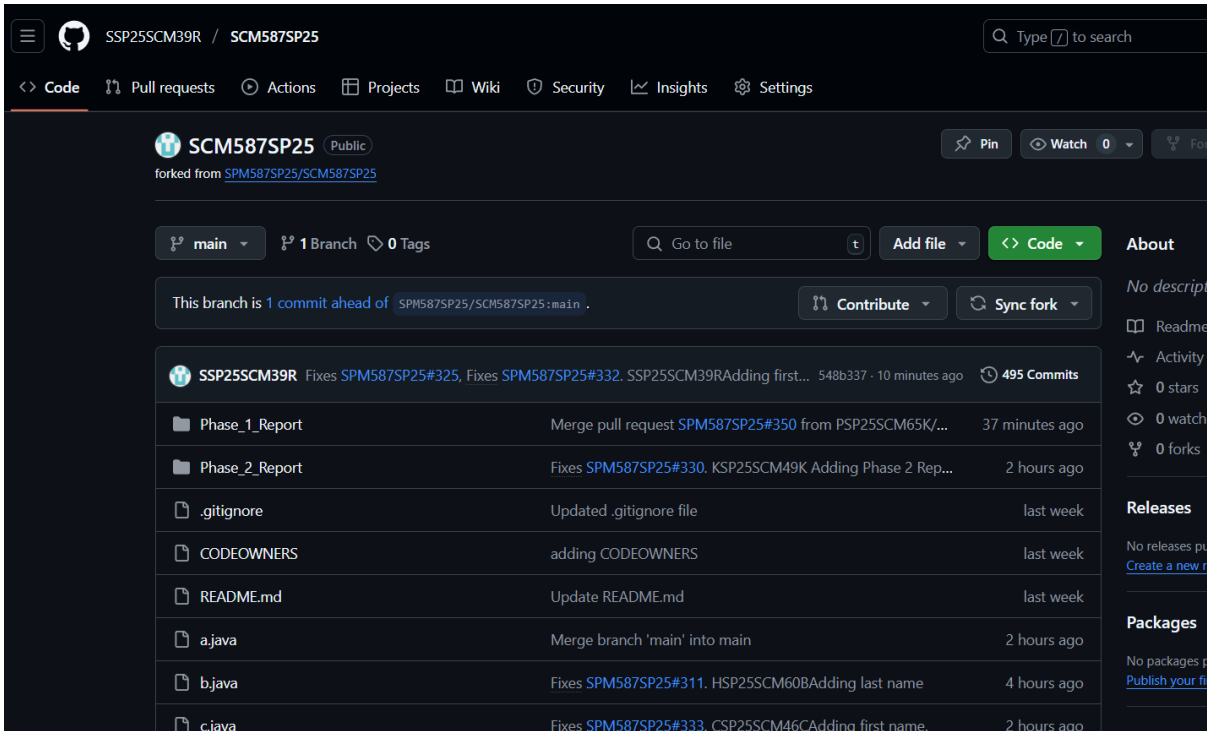 SSP25SCM39R / SCM587SP25
Type / to search
Code Pull requests Actions Projects Wiki Security Insights Settings
SCM587SP25 Public
Pin Watch 0
forked from SPM587SP25/SCM587SP25
main 1 Branch 0 Tags Go to file t Add file Code
About
This branch is 1 commit ahead of SPM587SP25/SCM587SP25:main . Contribute Sync fork
No
Readme
Activity
0 stars
0 watch
0 forks
SSP25SCM39R Fixes SPM587SP25#325, Fixes SPM587SP25#332. SSP25SCM39RAdding first... 548b337 · 10 minutes ago 495 Commits
Phase_1_Report Merge pull request SPM587SP25#350 from PSP25SCM65K/... 37 minutes ago
Phase_2_Report Fixes SPM587SP25#330. KSP25SCM49K Adding Phase 2 Rep... 2 hours ago
.gitignore Updated .gitignore file last week
CODEOWNERS adding CODEOWNERS last week
README.md Update README.md last week
a.java Merge branch 'main' into main 2 hours ago
b.java Fixes SPM587SP25#311. HSP25SCM60BAdding last name 4 hours ago
c.java Fixes SPM587SP25#333. CSP25SCM46CAdding first name. 2 hours ago
Releases
No releases
Create a new
Packages
No packages
Publish your